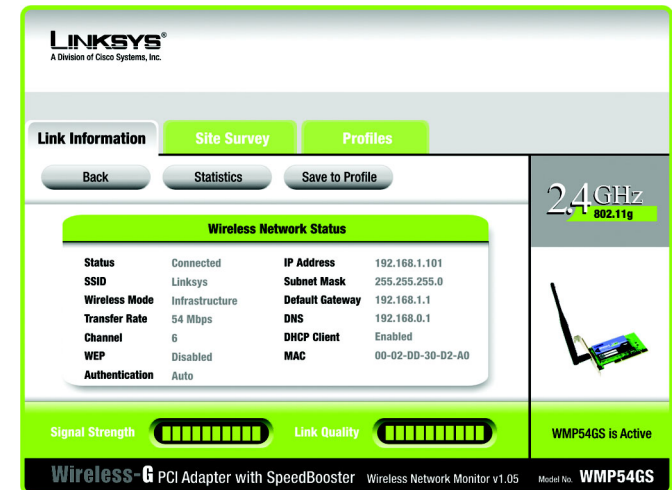 LINKSYS®
A Division of Cisco Systems, Inc.
Link Information Site Survey Profiles
Back Statistics Save to Profile
2.4GHz
802.11g
Wireless Network Status
Status Connected IP Address 192.168.1.101
SSID Linksys Subnet Mask 255.255.255.0
Wireless Mode Infrastructure Default Gateway 192.168.1.1
Transfer Rate 54 Mbps DNS 192.168.0.1
Channel 6 DHCP Client Enabled
WEP Disabled MAC 00-02-DD-30-D2-A0
Authentication Auto
Signal Strength Link Quality WMP54GS is Active
Wireless-G PCI Adapter with SpeedBooster Wireless Network Monitor v1.05 Model No. WMP54GS